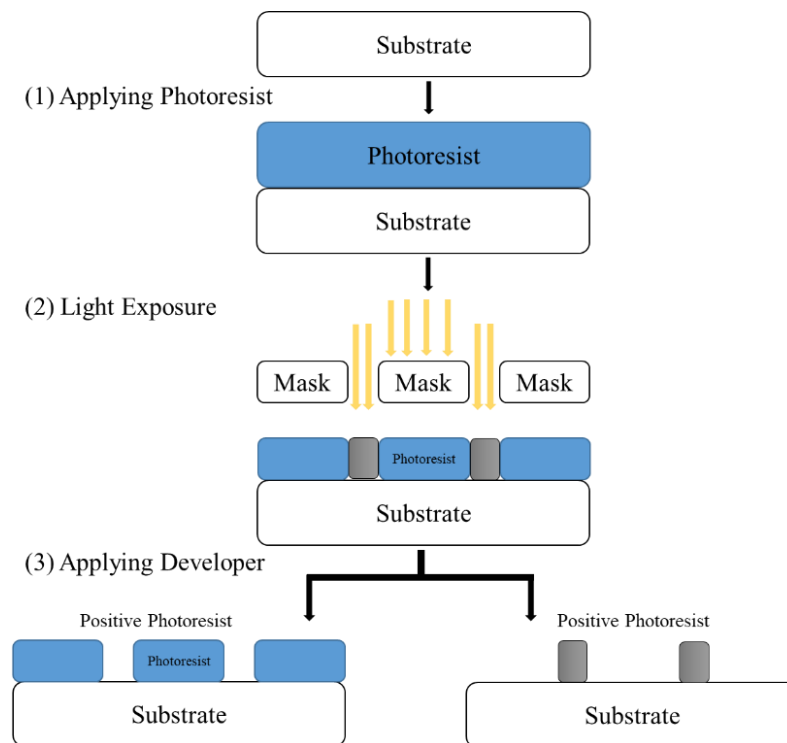 Substrate
(1) Applying Photoresist
Photoresist
Substrate
(2) Light Exposure
Mask
Mask
Mask
Photoresist
Substrate
(3) Applying Developer
Positive Photoresist
Positive Photoresist
Photoresist
Substrate
Substrate